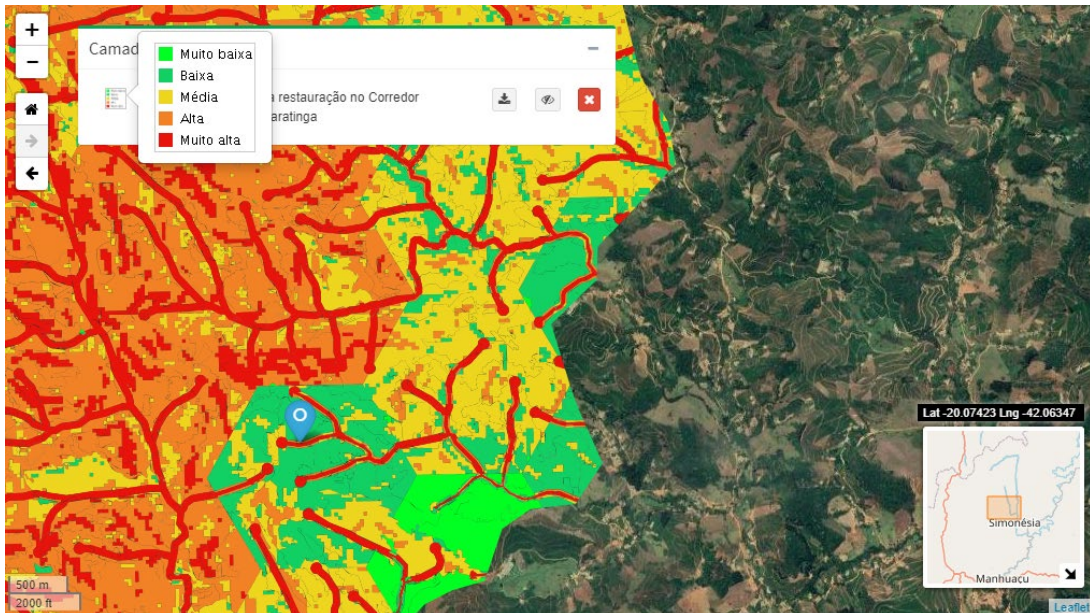 +
−
Camad
−
Muito baixa
Baixa
Média
Alta
Muito alta
a restauração no Corredor
aratinga
Lat -20.07423 Lng -42.06347
Simonésia
Manhuaçu
500 m
2000 ft
Leaflet